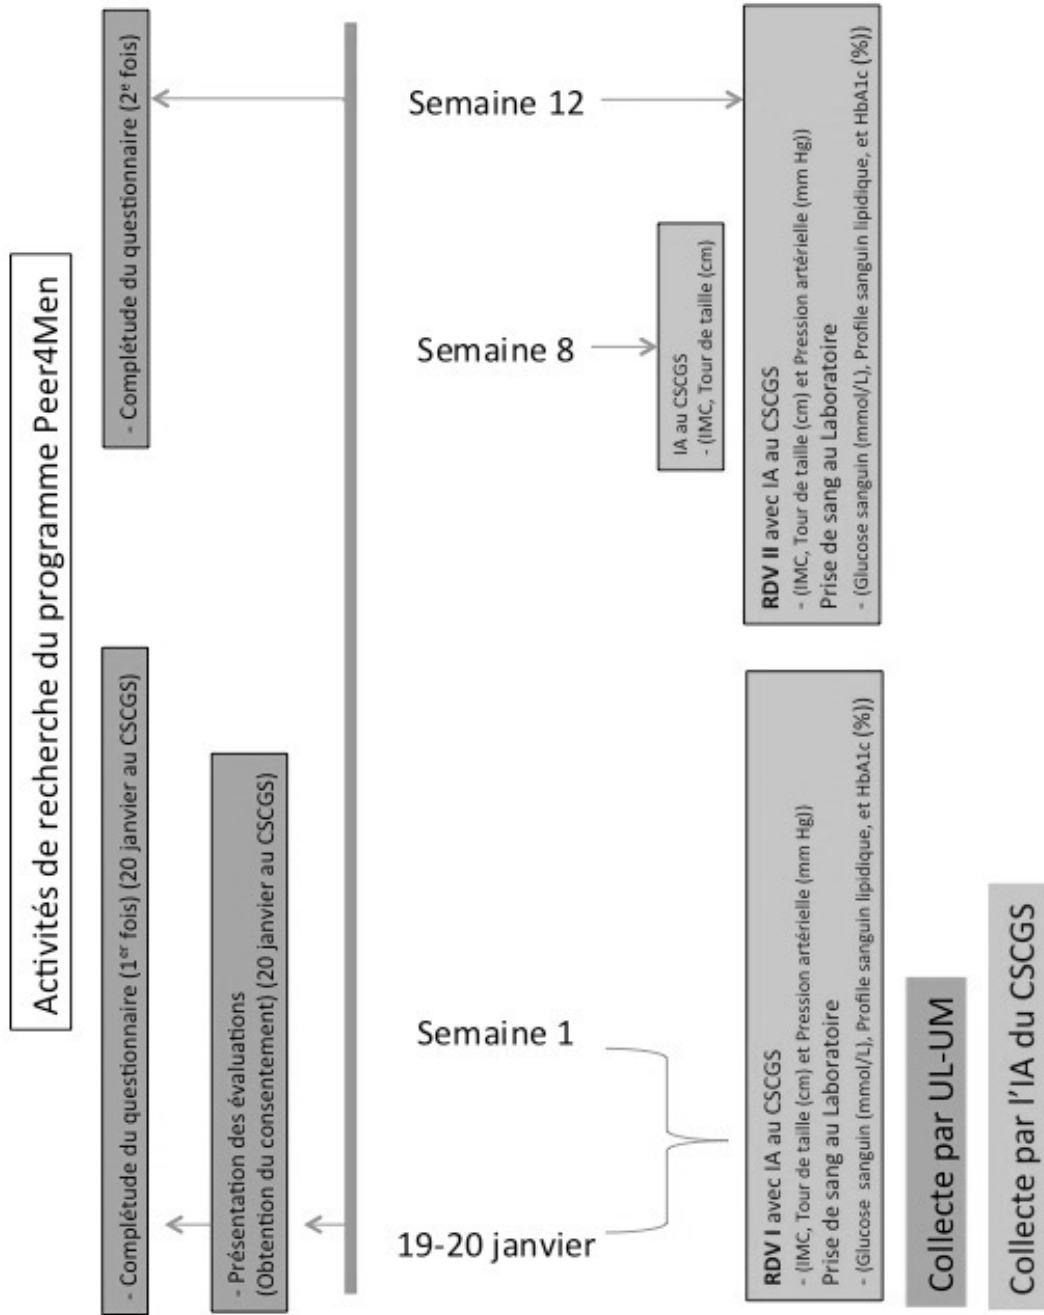 Activités de recherche du programme Peer4Men
- Complétude du questionnaire (1er fois) (20 janvier au CSCGS)
- Complétude du questionnaire (2e fois)
- Présentation des évaluations
(Obtention du consentement) (20 janvier au CSCGS)
19-20 janvier
Semaine 1
Semaine 8
Semaine 12
IA au CSCGS
- (IMC, Tour de taille (cm)
RDV I avec IA au CSCGS
- (IMC, Tour de taille (cm) et Pression artérielle (mm Hg))
Prise de sang au Laboratoire
- (Glucose sanguin (mmol/L), Profile sanguin lipidique, et HbA1c (%))
RDV II avec IA au CSCGS
- (IMC, Tour de taille (cm) et Pression artérielle (mm Hg))
Prise de sang au Laboratoire
- (Glucose sanguin (mmol/L), Profile sanguin lipidique, et HbA1c (%))
Collecte par UL-UM
Collecte par l'IA du CSCGS